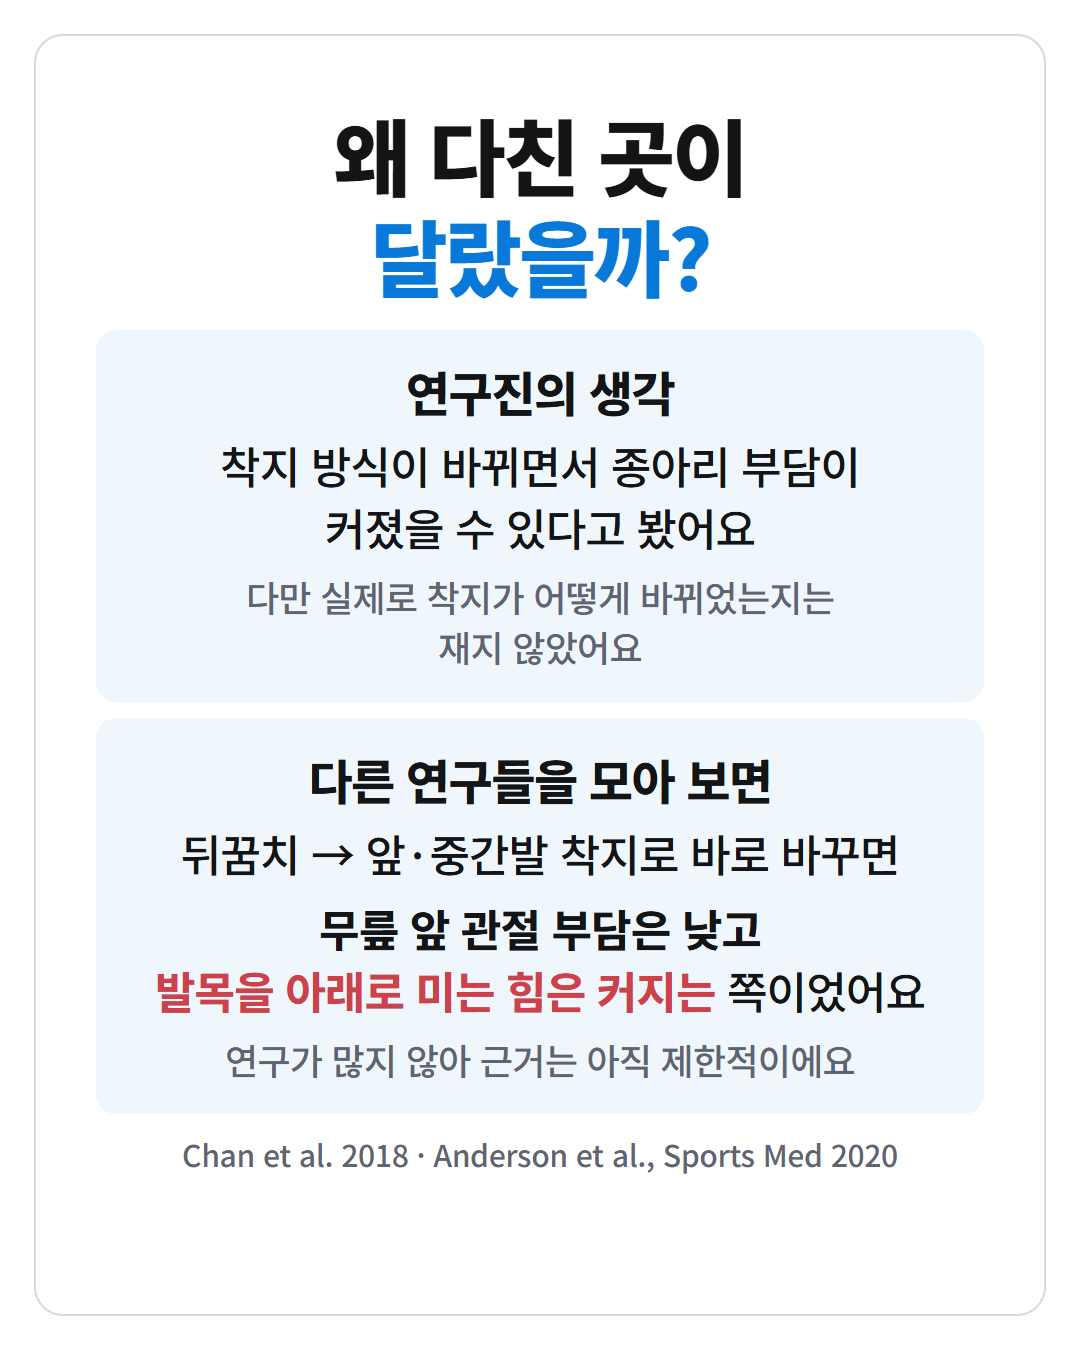 왜 다친 곳이
달랐을까?
연구진의 생각
착지 방식이 바뀌면서 종아리 부담이
커졌을 수 있다고 봤어요
다만 실제로 착지가 어떻게 바뀌었는지는
재지 않았어요
다른 연구들을 모아 보면
뒤꿈치 → 앞·중간발 착지로 바로 바꾸면
무릎 앞 관절 부담은 낮고
발목을 아래로 미는 힘은 커지는 쪽이었어요
연구가 많지 않아 근거는 아직 제한적이에요
Chan et al. 2018 · Anderson et al., Sports Med 2020